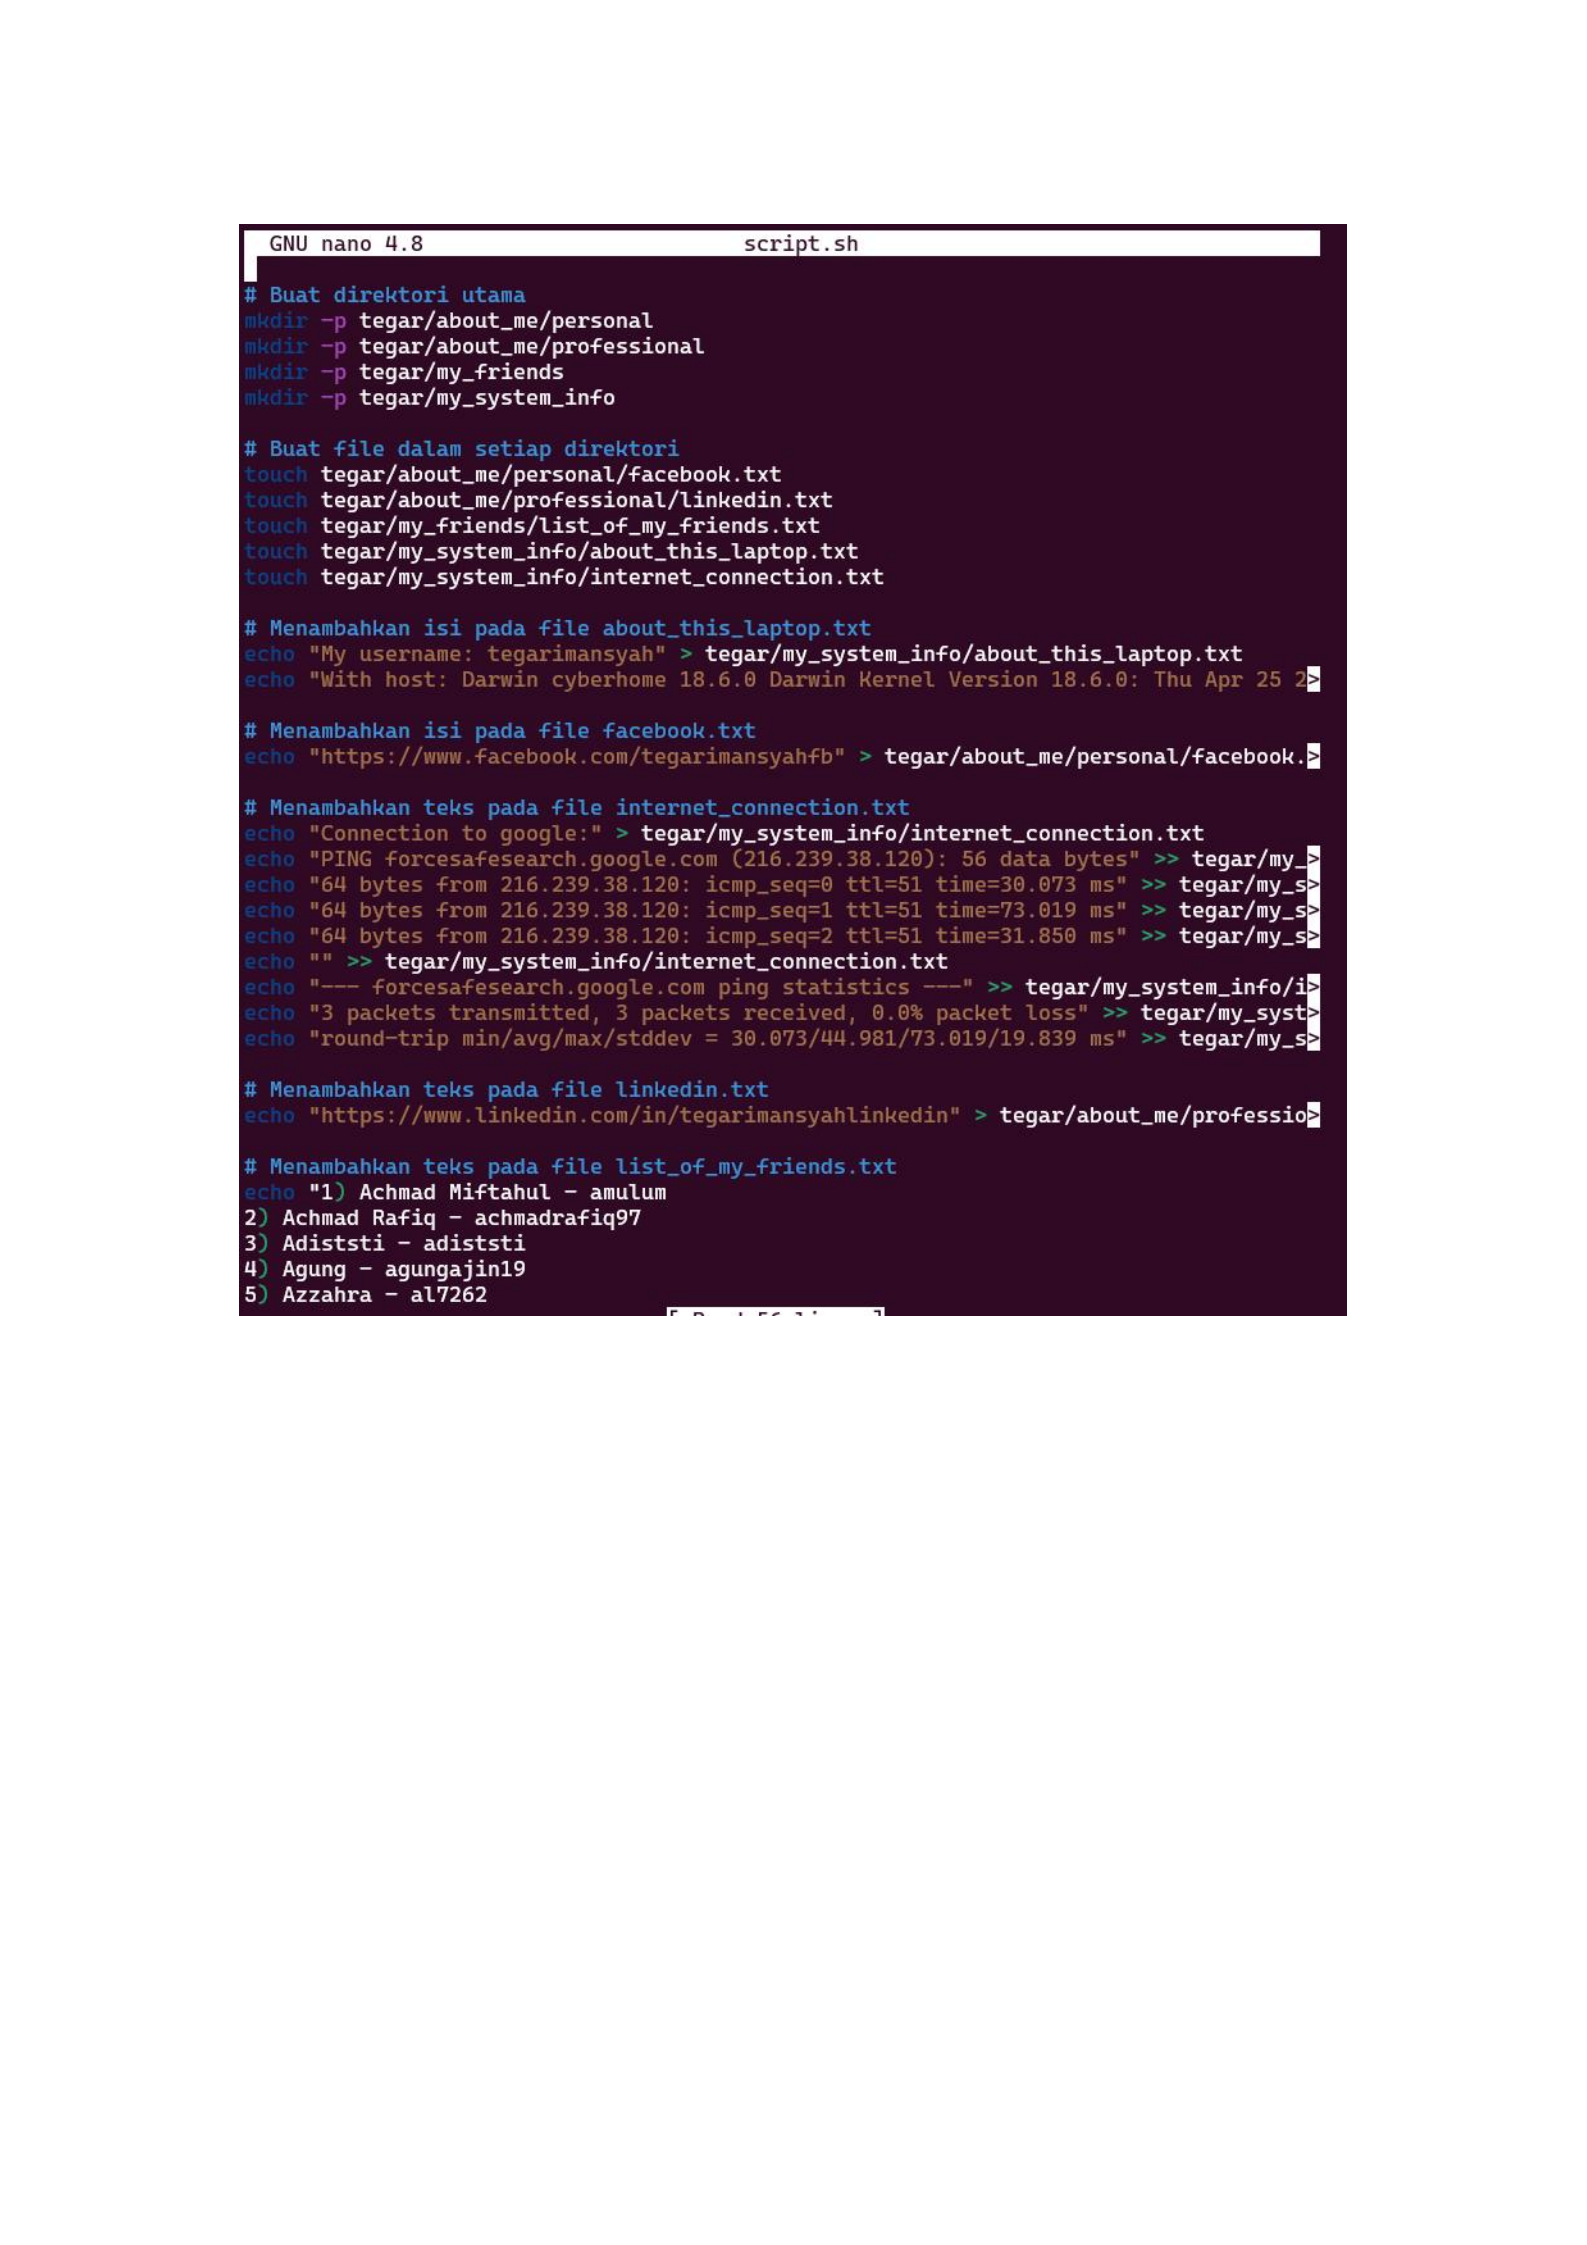 GNU nano 4.8 script.sh
# Buat direktori utama
mkdir -p tegar/about_me/personal
mkdir -p tegar/about_me/professional
mkdir -p tegar/my_friends
mkdir -p tegar/my_system_info
# Buat file dalam setiap direktori
touch tegar/about_me/personal/facebook.txt
touch tegar/about_me/professional/linkedin.txt
touch tegar/my_friends/list_of_my_friends.txt
touch tegar/my_system_info/about_this_laptop.txt
touch tegar/my_system_info/internet_connection.txt
# Menambahkan isi pada file about_this_laptop.txt
echo "My username: tegarimansyah" > tegar/my_system_info/about_this_laptop.txt
echo "With host: Darwin cyberhome 18.6.0 Darwin Kernel Version 18.6.0: Thu Apr 25 2>
# Menambahkan isi pada file facebook.txt
echo "https://www.facebook.com/tegarimansyahfb" > tegar/about_me/personal/facebook.>
# Menambahkan teks pada file internet_connection.txt
echo "Connection to google:" > tegar/my_system_info/internet_connection.txt
echo "PING forcesafesearch.google.com (216.239.38.120): 56 data bytes" >> tegar/my_>
echo "64 bytes from 216.239.38.120: icmp_seq=0 ttl=51 time=30.073 ms" >> tegar/my_s>
echo "64 bytes from 216.239.38.120: icmp_seq=1 ttl=51 time=73.019 ms" >> tegar/my_s>
echo "64 bytes from 216.239.38.120: icmp_seq=2 ttl=51 time=31.850 ms" >> tegar/my_s>
echo "" >> tegar/my_system_info/internet_connection.txt
echo "--- forcesafesearch.google.com ping statistics ---" >> tegar/my_system_info/i>
echo "3 packets transmitted, 3 packets received, 0.0% packet loss" >> tegar/my_syst>
echo "round-trip min/avg/max/stddev = 30.073/44.981/73.019/19.839 ms" >> tegar/my_s>
# Menambahkan teks pada file linkedin.txt
echo "https://www.linkedin.com/in/tegarimansyahlinkedin" > tegar/about_me/professio>
# Menambahkan teks pada file list_of_my_friends.txt
echo "1) Achmad Miftahul - amulum
2) Achmad Rafiq - achmadrafiq97
3) Adiststi - adiststi
4) Agung - agungajin19
5) Azzahra - al7262